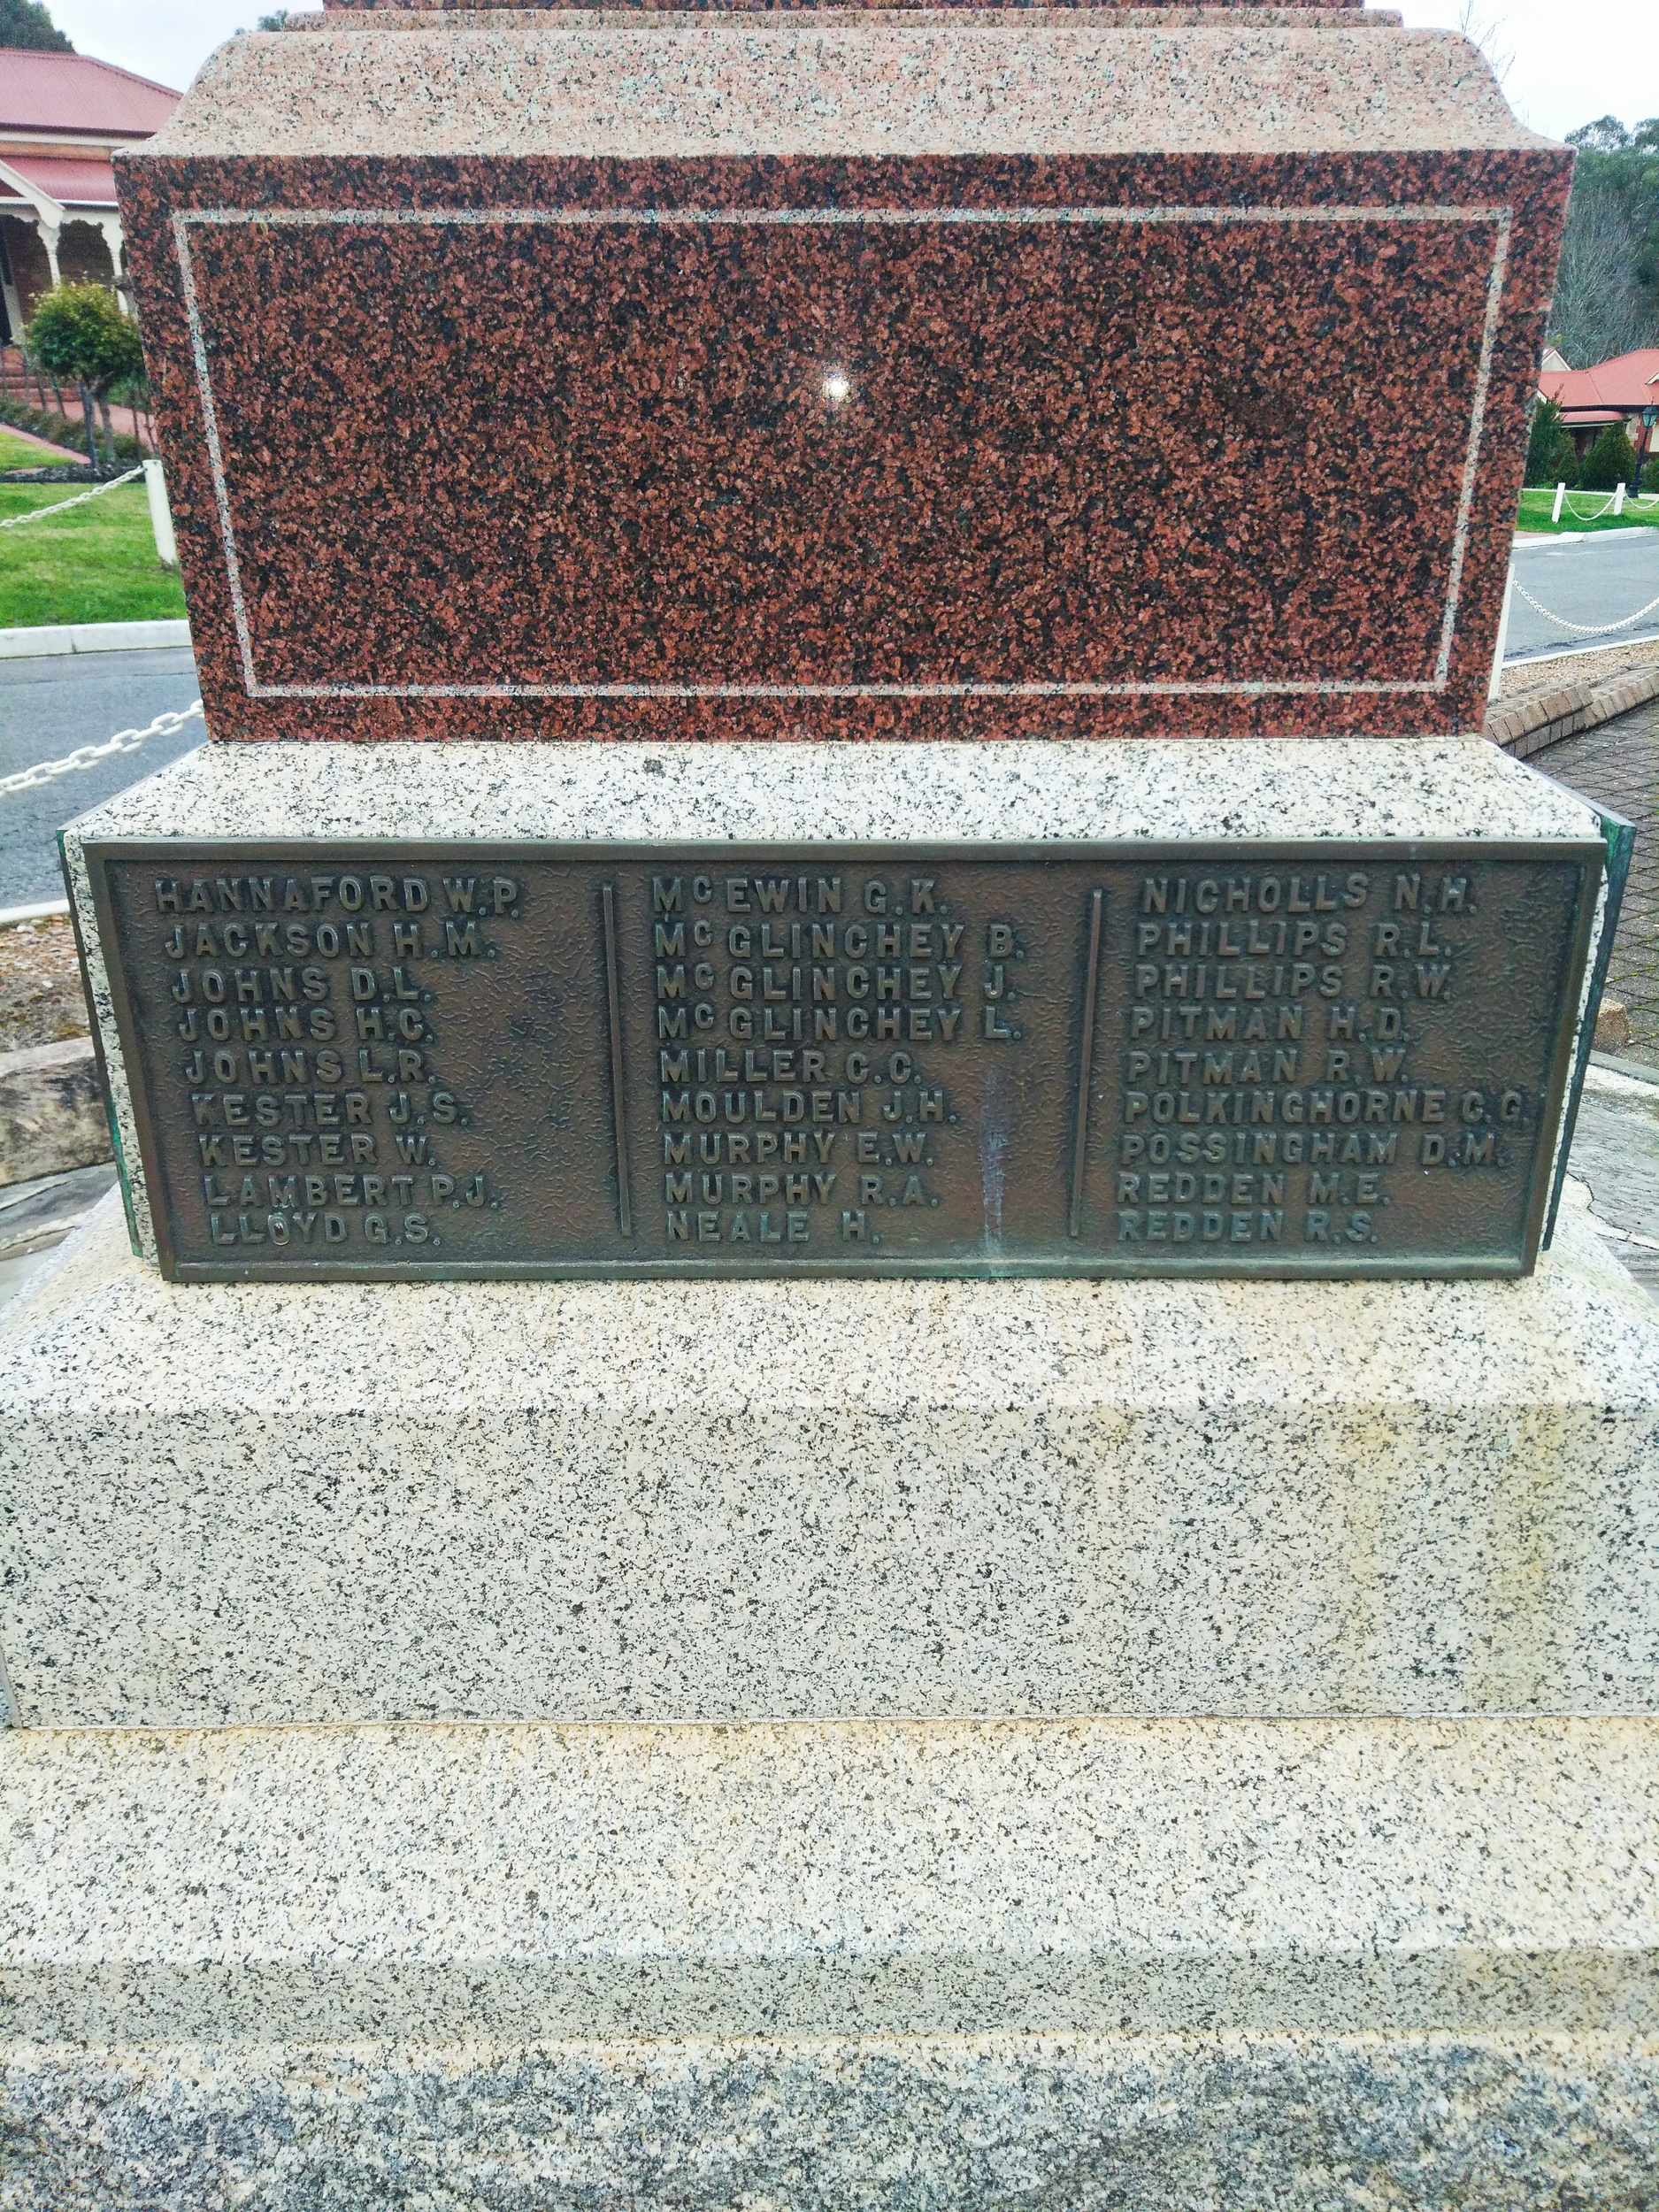 HANNAFORD W.P.
JACKSON H.M.
JOHNS D.L.
JOHNS H.C.
JOHNS L.R.
KESTER J.S.
KESTER W.
LAMBERT P.J.
LLOYD G.S.
McEWIN G.K.
McGLINCHEY B.
McGLINCHEY J.
McGLINCHEY L.
MILLER C.C.
MOULDEN J.H.
MURPHY E.W.
MURPHY R.A.
NEALE H.
NICHOLLS N.H.
PHILLIPS R.L.
PHILLIPS R.W.
PITMAN H.D.
PITMAN R.W.
POLKINGHORNE C.G.
POSSINGHAM D.M.
REDDEN M.E.
REDDEN R.S.